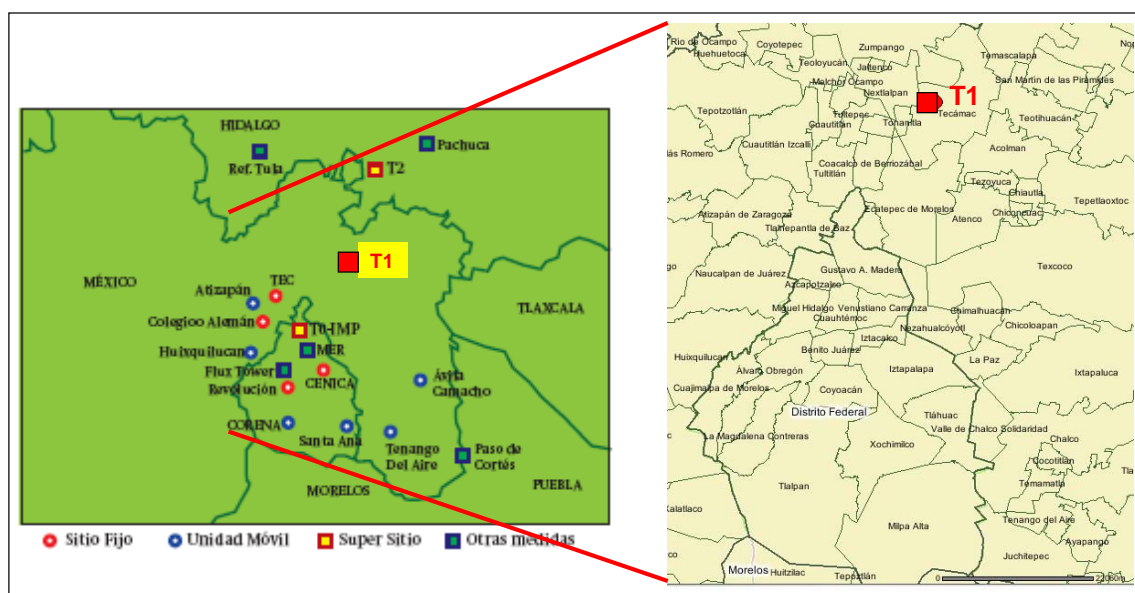 HIDALGO
Ref. Tula
Pachuca
T2
T1
MÉXICO
TEC
Atizapán
Colegioo Alemán
TLAXCALA
T0-IMP
MER
Huixquilucan
Flux Tower
CENICA
Revolución
Ávila
Camacho
CORENA
Santa Ana
Tenango
Del Aire
Paso de
Cortés
MORELOS
PUEBLA
Sitio Fijo
Unidad Móvil
Super Sitio
Otras medidas
Rio de Ocampo
Huehuetoca
Coyotepec
Zumpango
Teoloyucán
Jaltenco
Temascalapa
Melchor Ocampo
Nextlalpan
San Martin de las Pirámides
T1
Tepotzotlán
Tultepec
Cuautitlán
Tonanitla
Tecámac
Teotihuacán
Cuautitlán Izcalli
Acolman
lás Romero
Coacalco de Berriozábal
Tultitlán
Tezoyuca
Chiautla
Tepetlaoxtoc
Ecatepec de Morelos
Chiconcuac
Atenco
Atizapán de Zaragoza
Tlalnepantla de Baz
Texcoco
Naucalpan de Juárez
Gustavo A. Madero
Azcapotzalco
Miguel Hidalgo
Venustiano Carranza
Cuauhtémoc
Chimalhuacán
Chicoloapan
Nezahualcóyotl
Iztacalco
Benito Juárez
Huixquilucan
La Paz
Álvaro Obregón
Iztapalapa
Ixtapaluca
Cuajimalpa de Morelos
Coyoacán
Distrito Federal
Tláhuac
Valle de Chalco Solidaridad
La Magdalena Contreras
Xochimilco
Chalco
Cocotitlán
Temamatla
Tlalpan
Milpa Alta
Xalatlaco
Tenango del Aire
Ayapango
Juchitepec
Morelos
Huitzilac
Tepoztlán
0
22060m